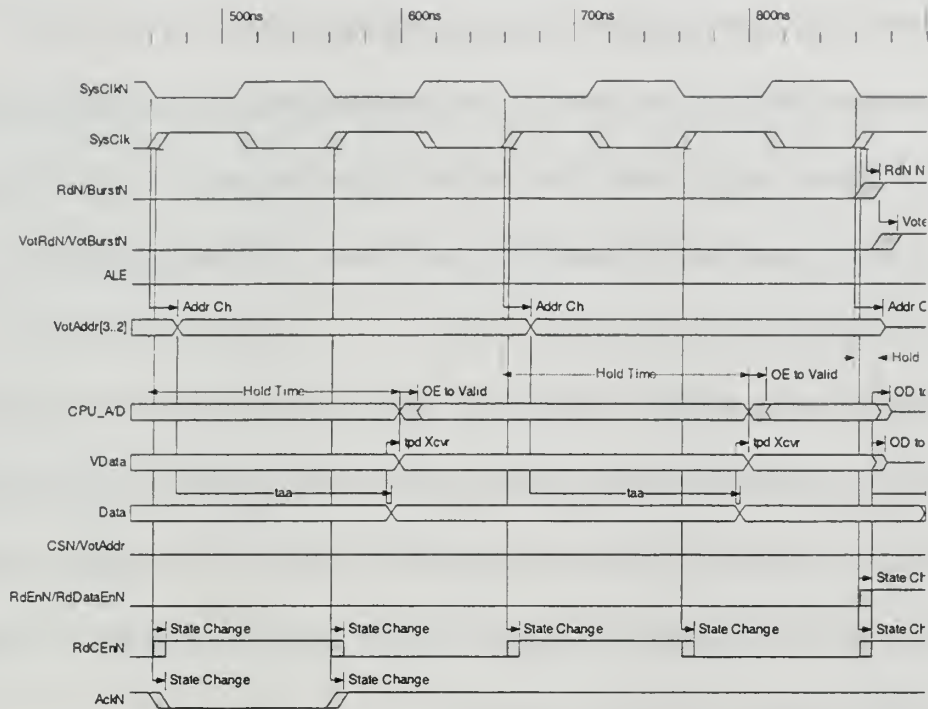 500ns 600ns 700ns 800ns
SysClkN
SysClk
RdN N
RdN/BurstN
Vote
VotRdN/VotBurstN
ALE
Addr Ch Addr Ch Addr C
VotAddr[3..2]
Hold
Hold Time OE to Valid Hold Time OE to Valid
OD to
CPU_A/D
tpd Xcvr tpd Xcvr OD to
VData
taa taa
Data
CSN/VotAddr
State Ch
RdEnN/RdDataEnN
State Change State Change State Change State Change State Ch
RdCEnN
State Change State Change
AckN